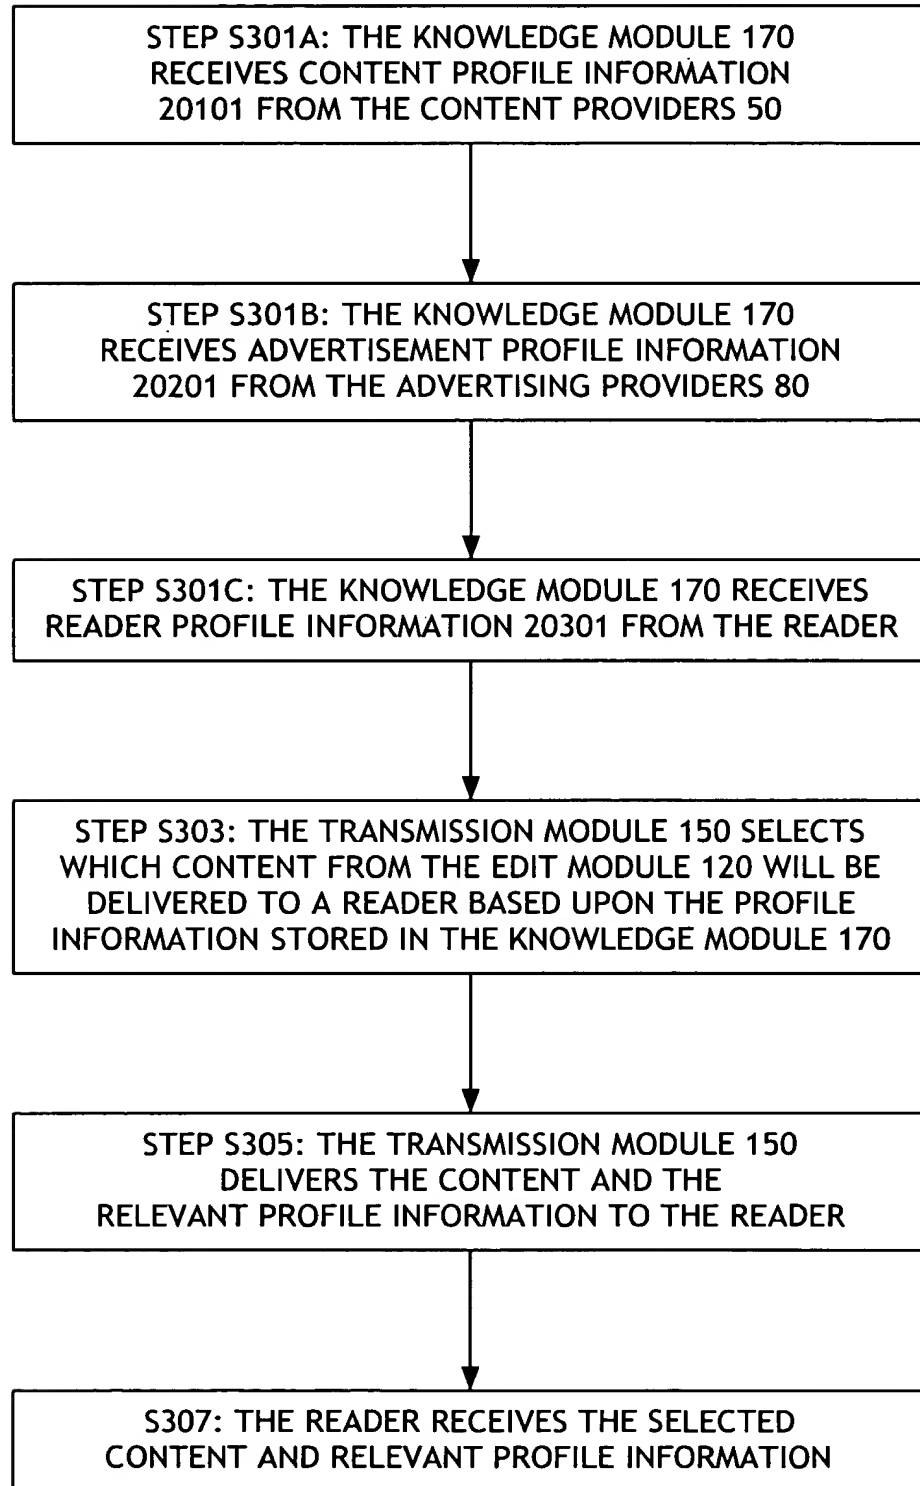 STEP S301A: THE KNOWLEDGE MODULE 170
RECEIVES CONTENT PROFILE INFORMATION
20101 FROM THE CONTENT PROVIDERS 50
STEP S301B: THE KNOWLEDGE MODULE 170
RECEIVES ADVERTISEMENT PROFILE INFORMATION
20201 FROM THE ADVERTISING PROVIDERS 80
STEP S301C: THE KNOWLEDGE MODULE 170 RECEIVES
READER PROFILE INFORMATION 20301 FROM THE READER
STEP S303: THE TRANSMISSION MODULE 150 SELECTS
WHICH CONTENT FROM THE EDIT MODULE 120 WILL BE
DELIVERED TO A READER BASED UPON THE PROFILE
INFORMATION STORED IN THE KNOWLEDGE MODULE 170
STEP S305: THE TRANSMISSION MODULE 150
DELIVERS THE CONTENT AND THE
RELEVANT PROFILE INFORMATION TO THE READER
S307: THE READER RECEIVES THE SELECTED
CONTENT AND RELEVANT PROFILE INFORMATION